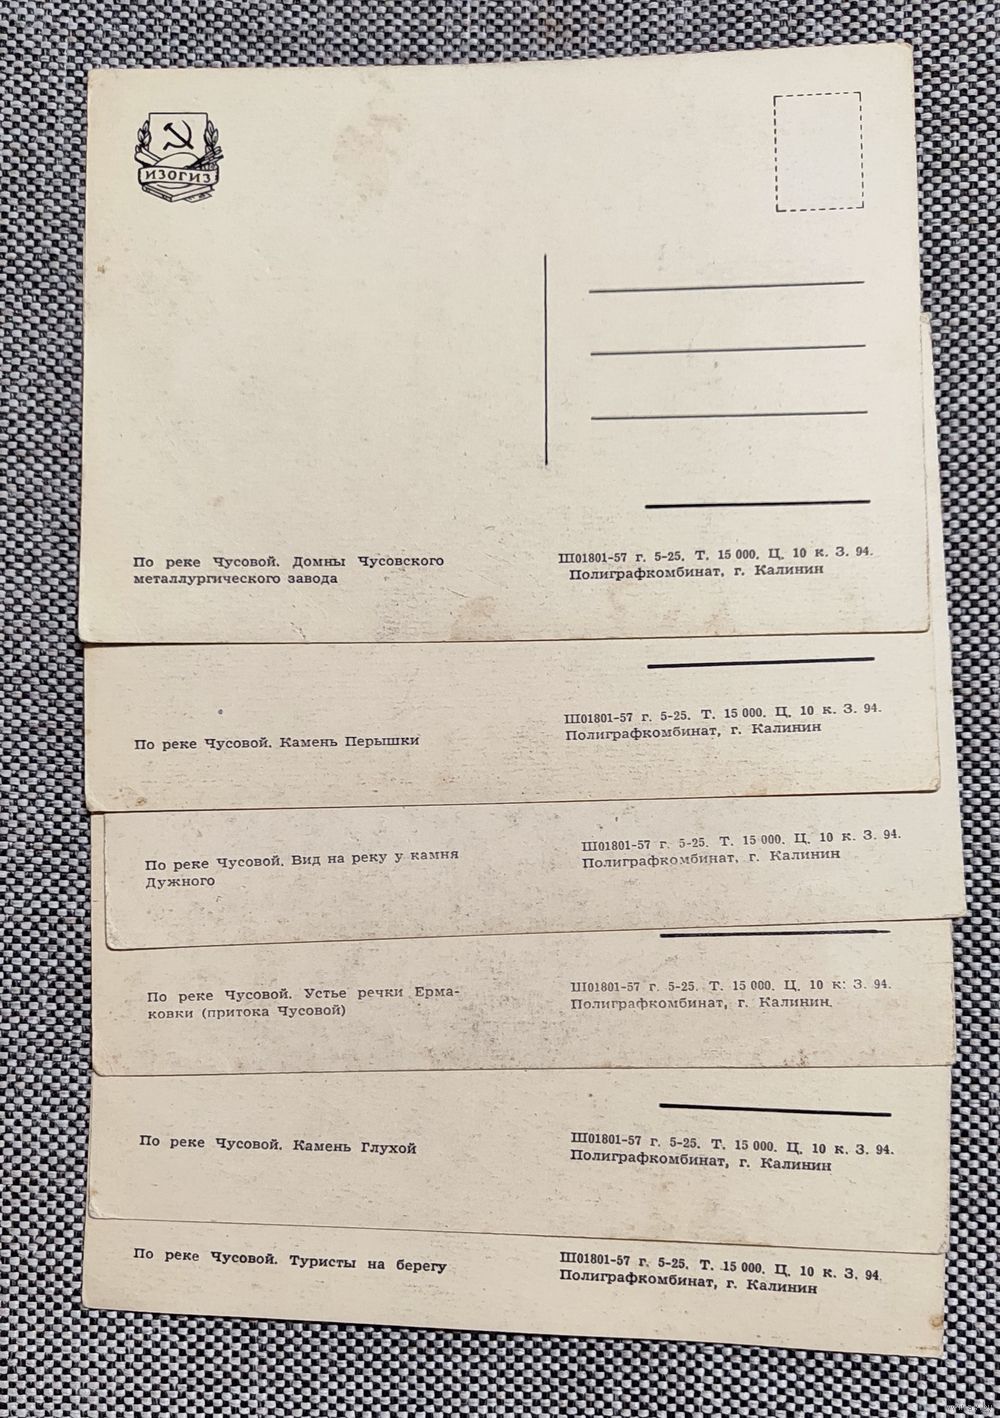 ИЗОГИЗ
По реке Чусовой. Домны Чусовского
металлургического завода
Ш01801-57 г. 5-25. Т. 15 000. Ц. 10 к. З. 94.
Полиграфкомбинат, г. Калинин
По реке Чусовой. Камень Перышки
Ш01801-57 г. 5-25. Т. 15 000. Ц. 10 к. З. 94.
Полиграфкомбинат, г. Калинин
По реке Чусовой. Вид на реку у камня
Дужного
Ш01801-57 г. 5-25. Т. 15 000. Ц. 10 к. З. 94.
Полиграфкомбинат, г. Калинин
По реке Чусовой. Устье речки Ерма-
ковки (притока Чусовой)
Ш01801-57 г. 5-25. Т. 15 000. Ц. 10 к: З. 94.
Полиграфкомбинат, г. Калинин.
По реке Чусовой. Камень Глухой
Ш01801-57 г. 5-25. Т. 15 000. Ц. 10 к. З. 94.
Полиграфкомбинат, г. Калинин
По реке Чусовой. Туристы на берегу
Ш01801-57 г. 5-25. Т. 15 000. Ц. 10 к. З. 94.
Полиграфкомбинат, г. Калинин